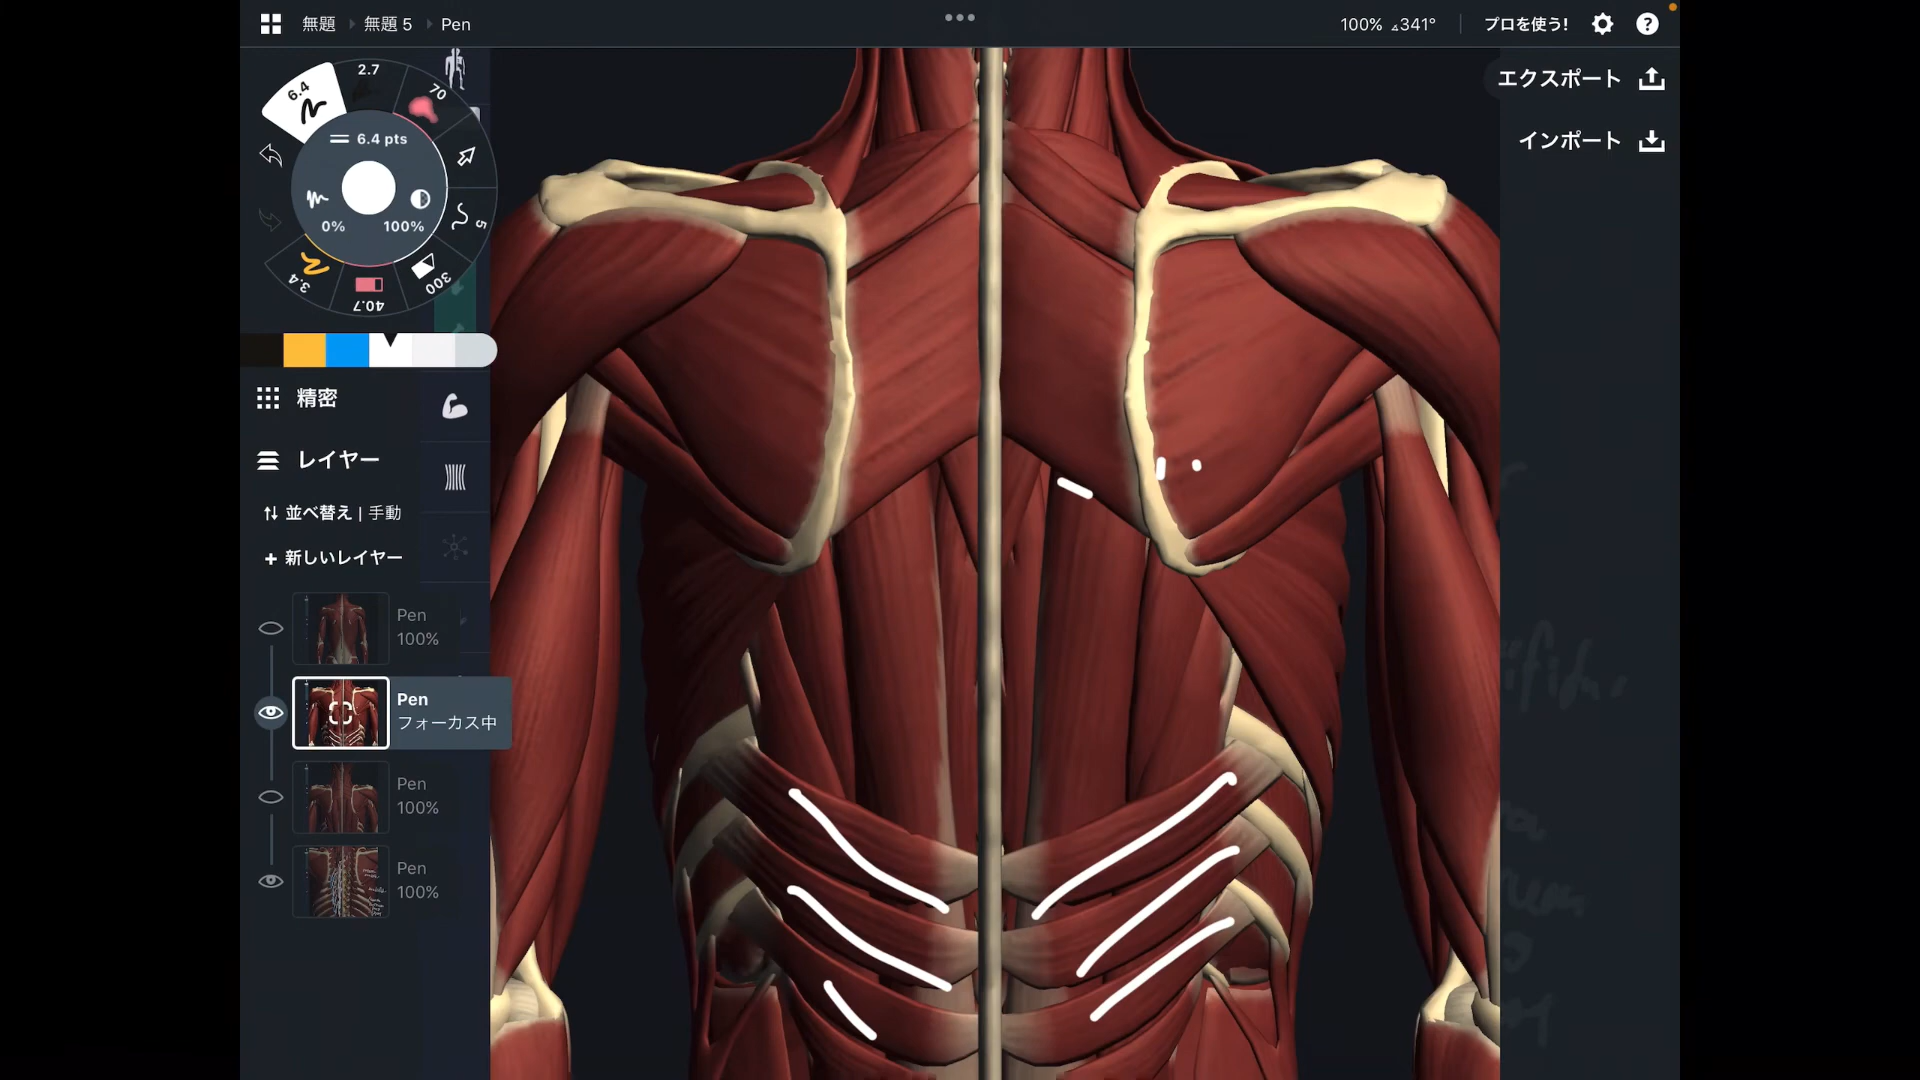 無題 無題 5 Pen
100% 341°
プロを使う!
?
エクスポート
インポート
6.4
2.7
70
6.4 pts
0%
100%
5
300
40.7
3.4
精密
レイヤー
並べ替え | 手動
+ 新しいレイヤー
Pen
100%
Pen
フォーカス中
Pen
100%
Pen
100%